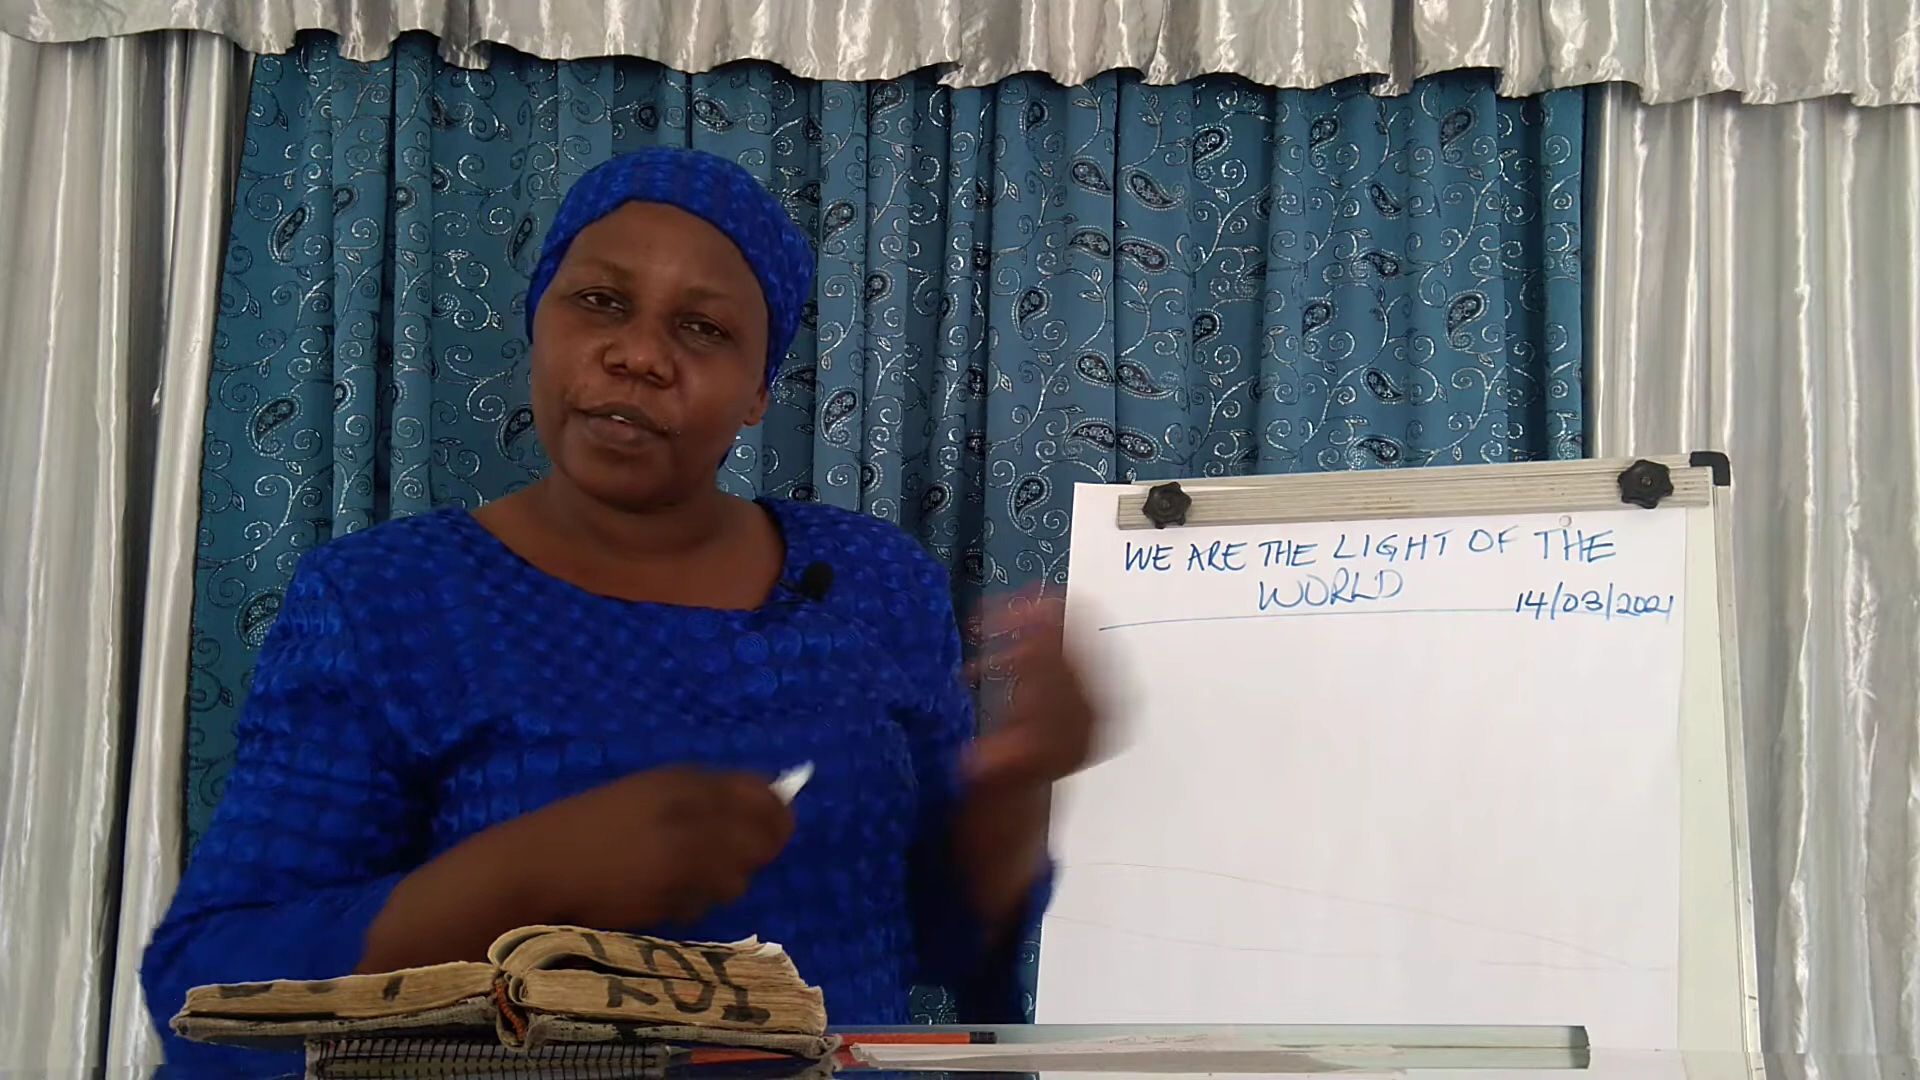 WE ARE THE LIGHT OF THE
WORLD
14/03/2021